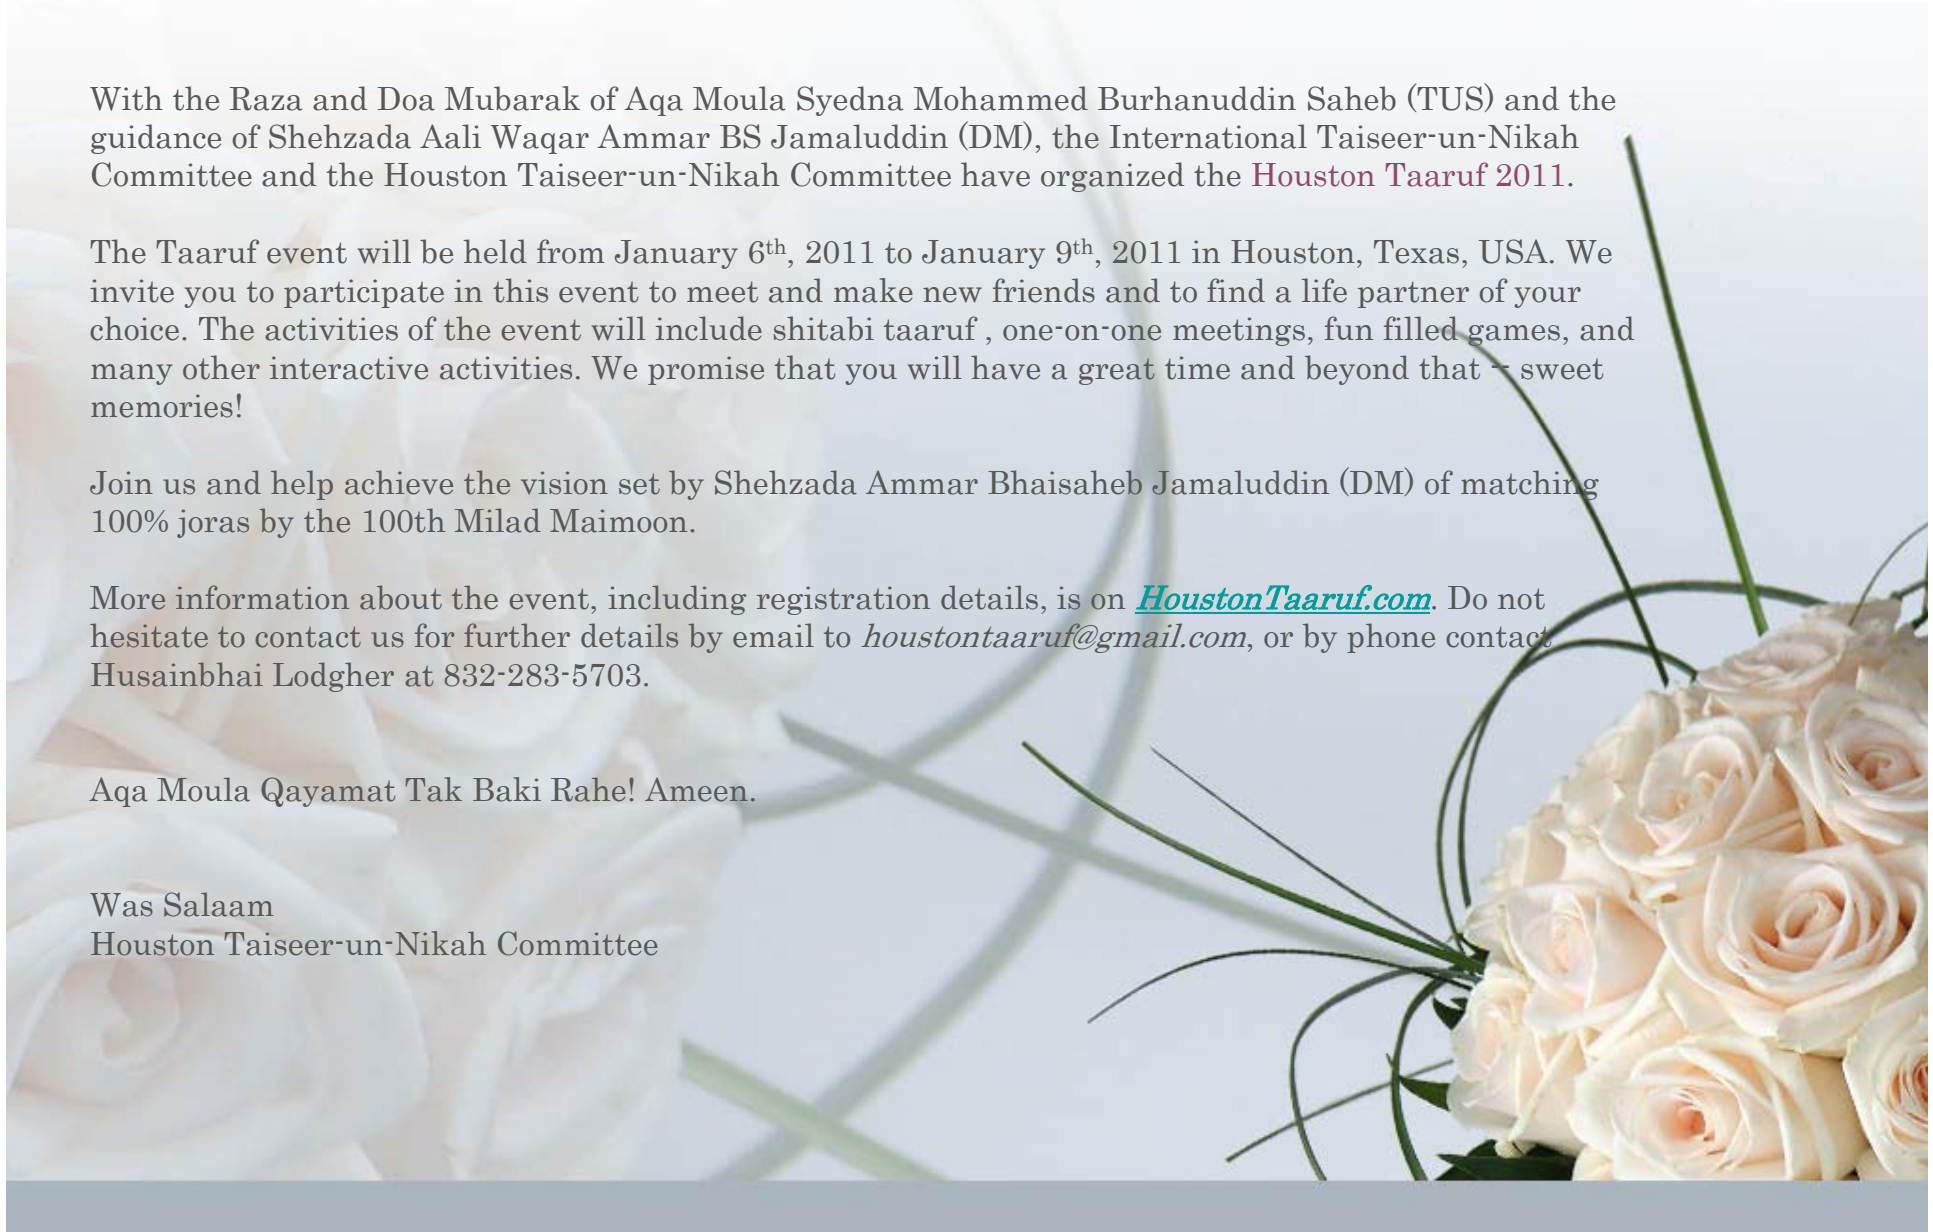 With the Raza and Doa Mubarak of Aqa Moula Syedna Mohammed Burhanuddin Saheb (TUS) and the
guidance of Shehzada Aali Waqar Ammar BS Jamaluddin (DM), the International Taiseer-un-Nikah
Committee and the Houston Taiseer-un-Nikah Committee have organized the Houston Taaruf 2011.
The Taaruf event will be held from January 6th, 2011 to January 9th, 2011 in Houston, Texas, USA. We
invite you to participate in this event to meet and make new friends and to find a life partner of your
choice. The activities of the event will include shitabi taaruf , one-on-one meetings, fun filled games, and
many other interactive activities. We promise that you will have a great time and beyond that – sweet
memories!
Join us and help achieve the vision set by Shehzada Ammar Bhaisaheb Jamaluddin (DM) of matching
100% joras by the 100th Milad Maimoon.
More information about the event, including registration details, is on HoustonTaaruf.com. Do not
hesitate to contact us for further details by email to houstontaaruf@gmail.com, or by phone contact
Husainbhai Lodgher at 832-283-5703.
Aqa Moula Qayamat Tak Baki Rahe! Ameen.
Was Salaam
Houston Taiseer-un-Nikah Committee